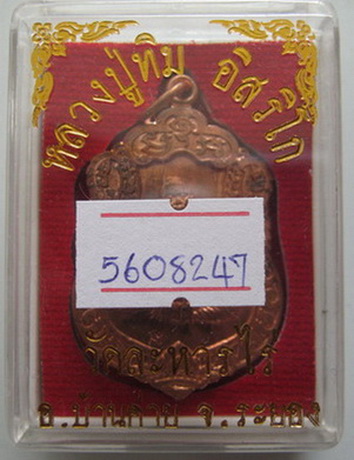 หลวงปู่ทิม อิสริโก
5608247
วัดละหารไร่
อ.บ้านค่าย จ.ระยอง